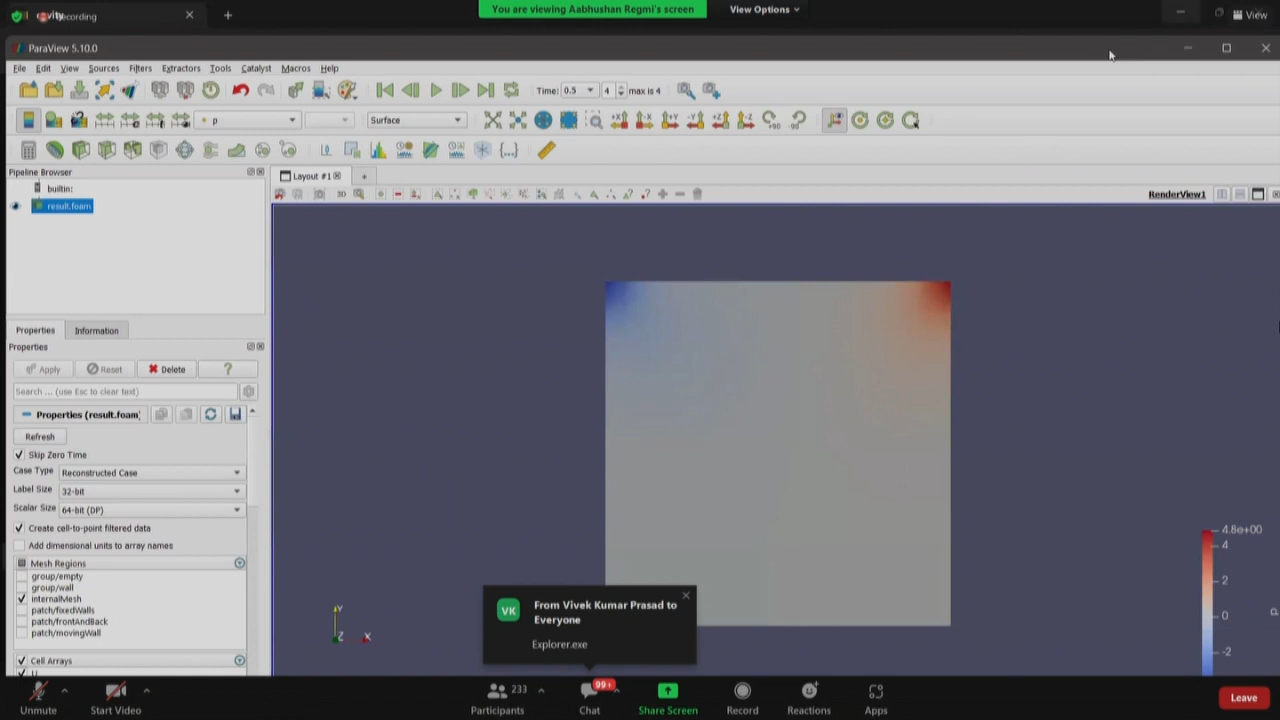 Recording
You are viewing Aabhushan Regmi's screen
View Options
View
ParaView 5.10.0
File Edit View Sources Filters Extractors Tools Catalyst Macros Help
Time: 0.5 4 max is 4
p
Surface
+X -X +Y -Y +Z -Z +90 -90
Pipeline Browser
builtin:
result.foam
Layout #1
3D
RenderView1
Properties Information
Properties
Apply Reset Delete ?
Search ... (use Esc to clear text)
Properties (result.foam)
Refresh
Skip Zero Time
Case Type Reconstructed Case
Label Size 32-bit
Scalar Size 64-bit (DP)
Create cell-to-point filtered data
Add dimensional units to array names
Mesh Regions
group/empty
group/wall
internalMesh
patch/fixedWalls
patch/frontAndBack
patch/movingWall
Cell Arrays
U
Y
Z X
4.8e+00
4
2
0
-2
p
VK
From Vivek Kumar Prasad to
Everyone
Explorer.exe
Unmute
Start Video
233
Participants
99+
Chat
Share Screen
Record
Reactions
Apps
Leave